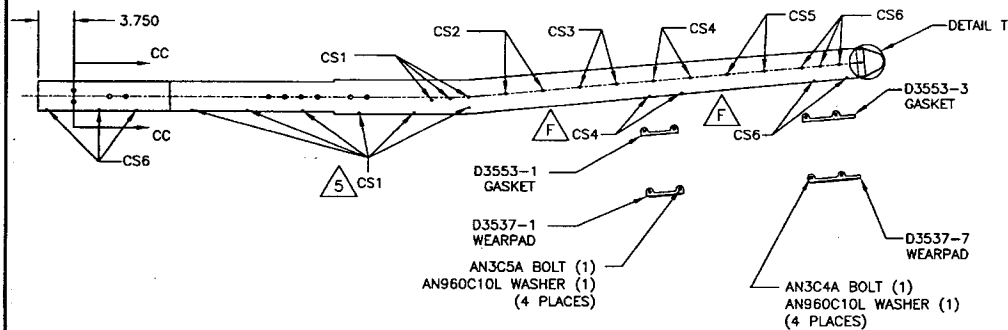 3.750
CC
CC
CS1
CS2
CS3
CS4
CS5
CS6
DETAIL T
D3553-3
GASKET
CS6
5
CS1
F
CS4
F
CS6
D3553-1
GASKET
D3537-1
WEARPAD
D3537-7
WEARPAD
AN3C5A BOLT (1)
AN960C10L WASHER (1)
(4 PLACES)
AN3C4A BOLT (1)
AN960C10L WASHER (1)
(4 PLACES)